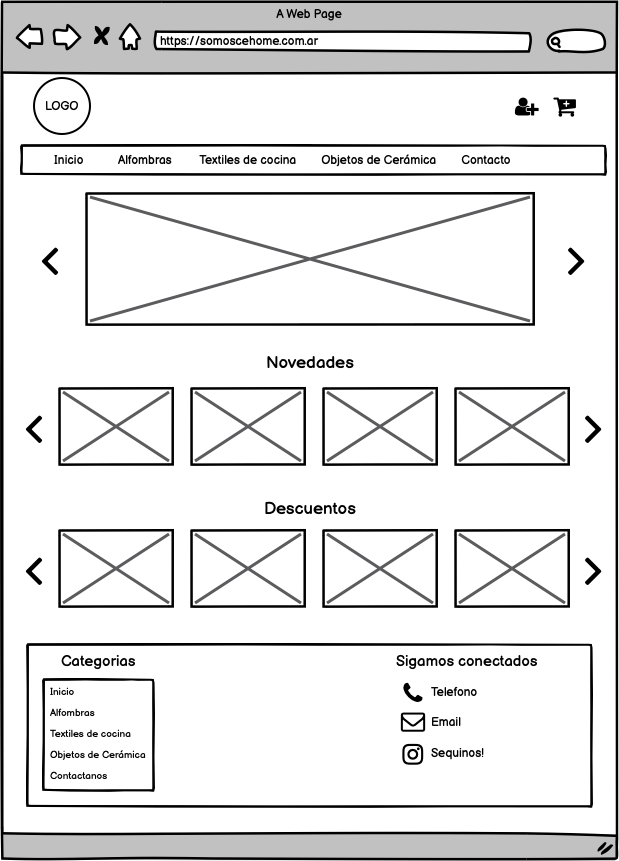 A Web Page
https://somoscehome.com.ar
LOGO
Inicio Alfombras Textiles de cocina Objetos de Cerámica Contacto
Novedades
Descuentos
Categorias
Inicio
Alfombras
Textiles de cocina
Objetos de Cerámica
Contactanos
Sigamos conectados
Telefono
Email
Sequinos!